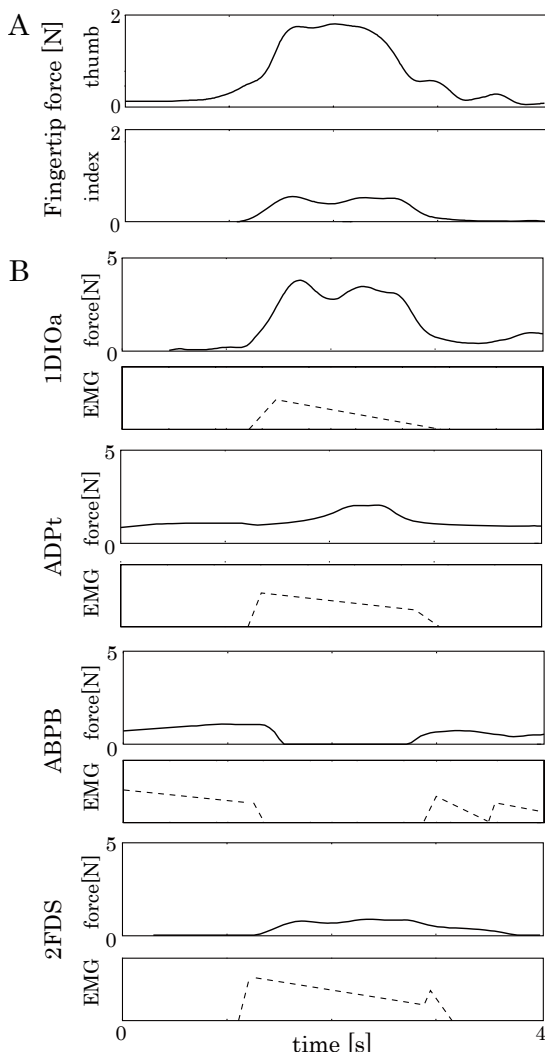 A
Fingertip force [N]
thumb
2
0
index
2
0
B
1DIOa
force[N]
5
0
EMG
ADPt
force[N]
5
0
EMG
ABPB
force[N]
5
0
EMG
2FDS
force[N]
5
0
EMG
0 2 4
time [s]